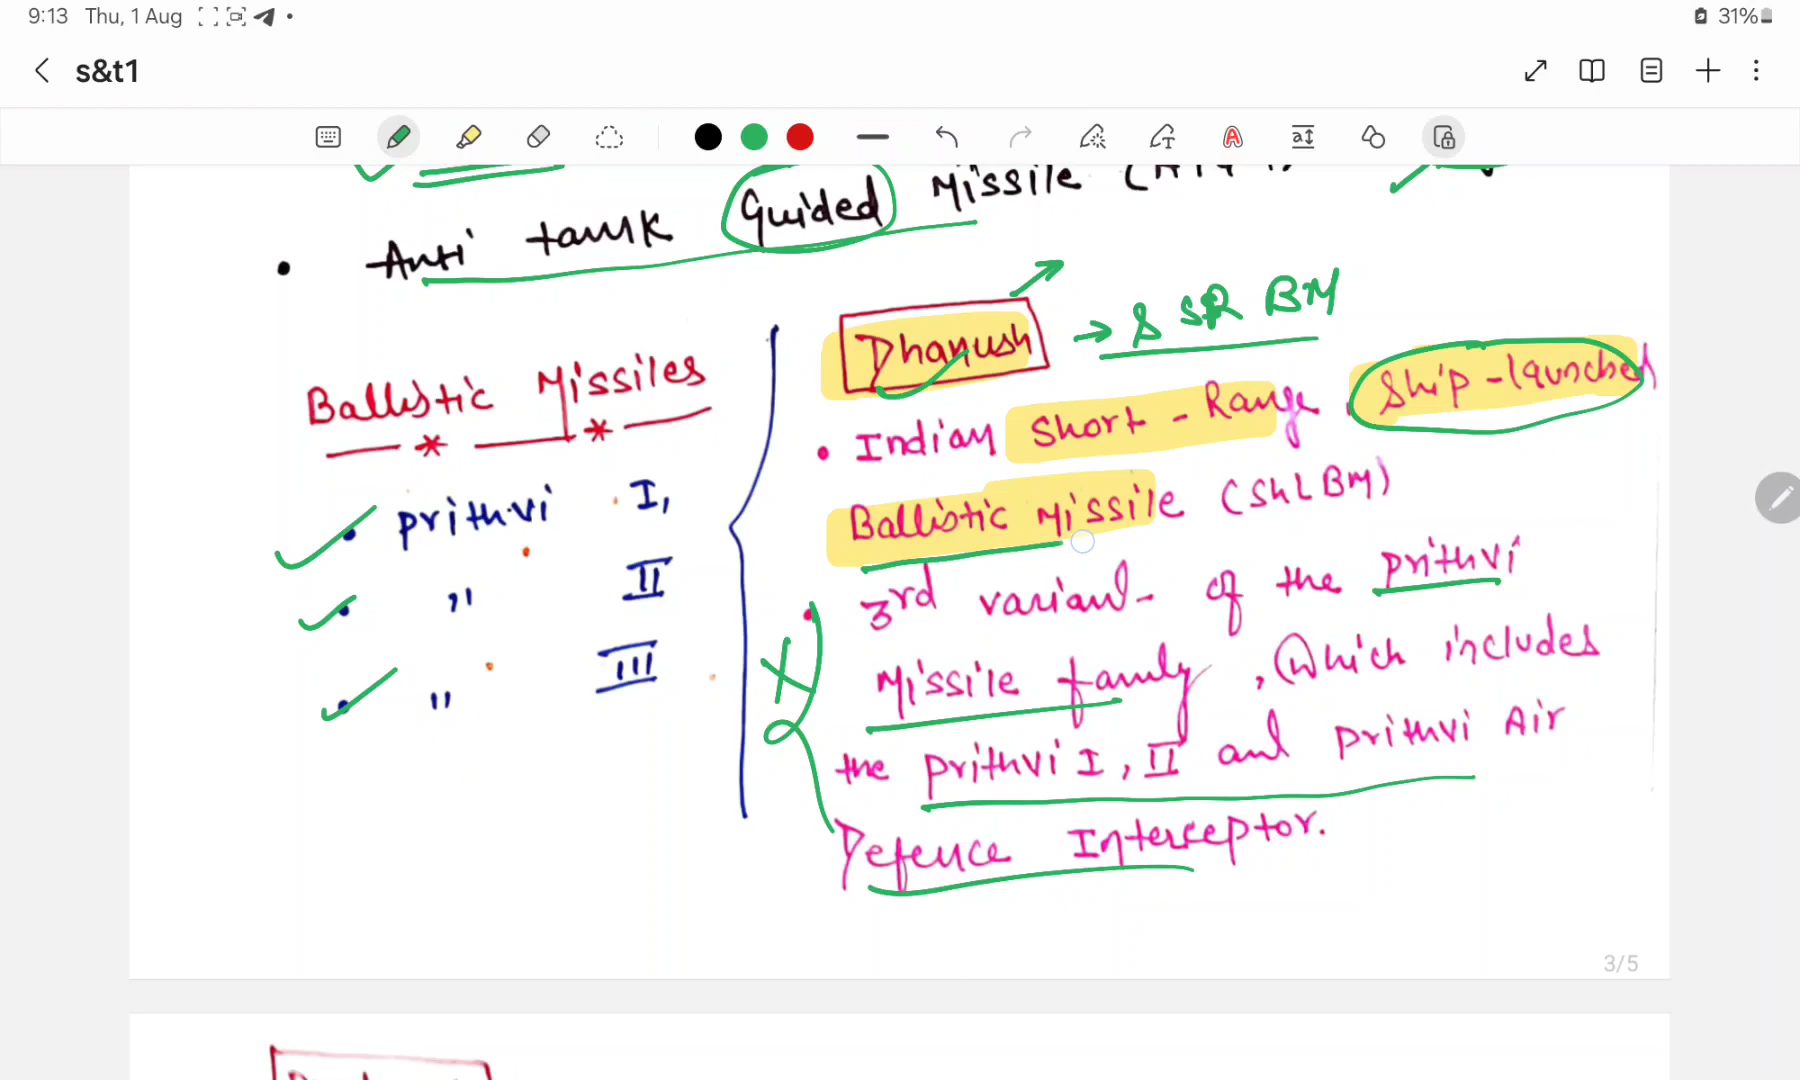 9:13 Thu, 1 Aug
31%
s&t1
Guided Missile
• Anti tank
Dhanush → S SR BM
Ballistic Missiles
• Indian Short - Range Ship - launched
Ballistic Missile (ShLBM)
• Prithvi I,
• " II
• " III
• 3rd variant of the prithvi
Missile family, which includes
the prithvi I, II and prithvi Air
Defence Interceptor.
3/5